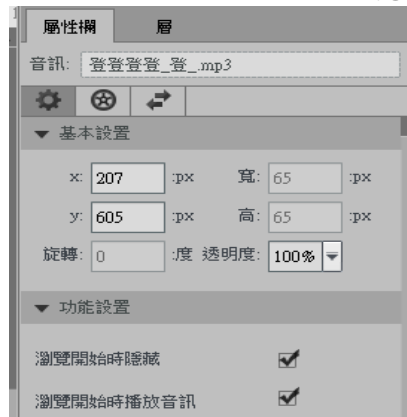 屬性欄 層
音訊: 登登登登_登_.mp3
▼ 基本設置
x: 207 :px 寬: 65 :px
y: 605 :px 高: 65 :px
旋轉: 0 :度 透明度: 100%
▼ 功能設置
瀏覽開始時隱藏
瀏覽開始時播放音訊